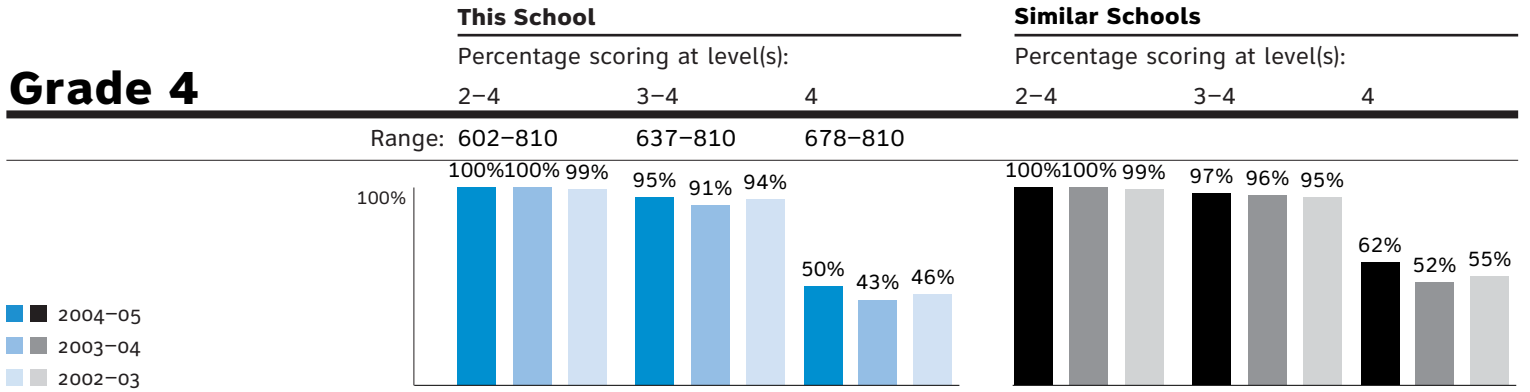 This School
Similar Schools
Percentage scoring at level(s):
Percentage scoring at level(s):
Grade 4
2–4 3–4 4
2–4 3–4 4
Range: 602–810 637–810 678–810
100% 100% 99% 95% 91% 94% 50% 43% 46%
100% 100% 99% 97% 96% 95% 62% 52% 55%
100%
2004–05
2003–04
2002–03